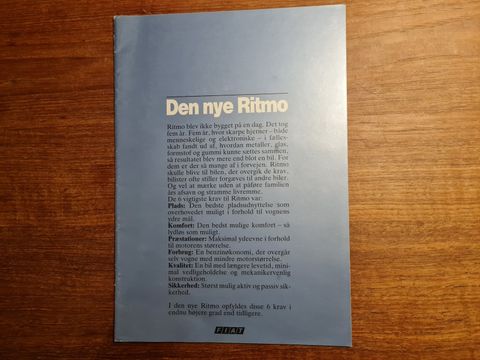 Den nye Ritmo
Ritmo blev ikke bygget på en dag. Det tog
fem år. Fem år, hvor skarpe hjerner – både
menneskelige og elektroniske – i fælles-
skab fandt ud af, hvordan metaller, glas,
formstof og gummi kunne sættes sammen,
så resultatet blev mere end blot en bil. For
dem er der så mange af i forvejen. Ritmo
skulle blive til bilen, der overgik de krav,
bilister ofte stiller forgæves til andre biler.
Og vel at mærke uden at påføre familien
års afsavn og stramme livremme.
De 6 vigtigste krav til Ritmo var:
Plads: Den bedste pladsudnyttelse som
overhovedet muligt i forhold til vognens
ydre mål.
Komfort: Den bedst mulige komfort – så
lydløs som muligt.
Præstationer: Maksimal ydeevne i forhold
til motorens størrelse.
Forbrug: En benzinøkonomi, der overgår
selv vogne med mindre motorstørrelse.
Kvalitet: En bil med længere levetid, mini-
mal vedligeholdelse og mekanikervenlig
konstruktion.
Sikkerhed: Størst mulig aktiv og passiv sik-
kerhed.
I den nye Ritmo opfyldes disse 6 krav i
endnu højere grad end tidligere.
FIAT